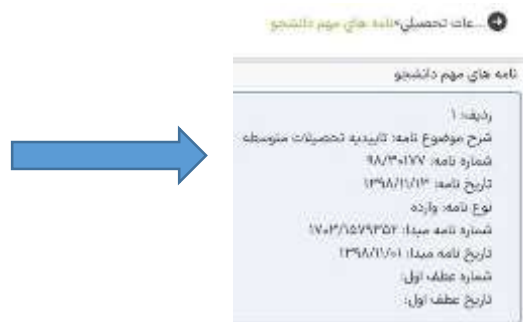 ...عات تحصیلی>نامه های مهم دانشجو
نامه های مهم دانشجو
ردیف: ۱
شرح موضوع نامه: تاییدیه تحصیلات متوسطه
شماره نامه: ۹۸/۳۰۱۷۷
تاریخ نامه: ۱۳۹۸/۱۱/۱۳
نوع نامه: وارده
شماره نامه مبدا: ۱۷۰۳/۱۵۷۹۳۵۲
تاریخ نامه مبدا: ۱۳۹۸/۱۱/۰۱
شماره عطف اول:
تاریخ عطف اول: